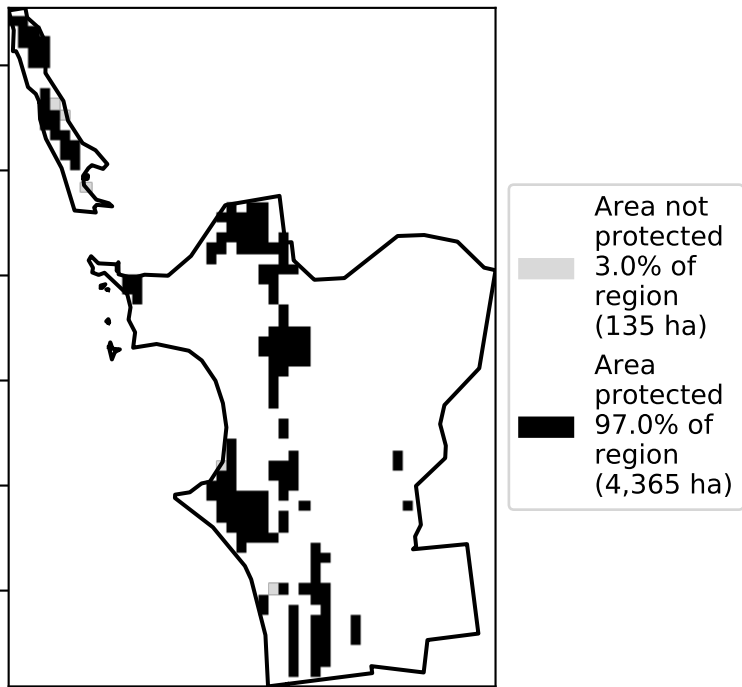 Area not
protected
3.0% of
region
(135 ha)
Area
protected
97.0% of
region
(4,365 ha)